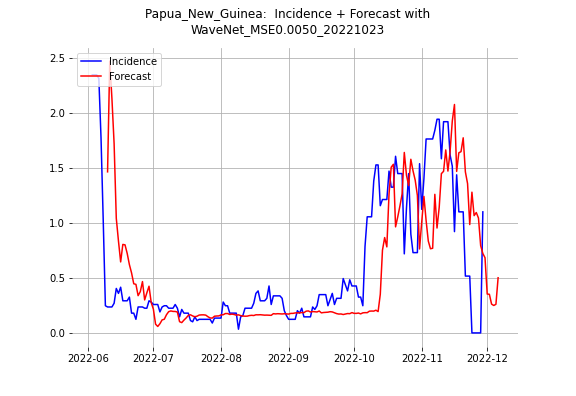 Papua_New_Guinea:  Incidence + Forecast with
WaveNet_MSE0.0050_20221023
Incidence
Forecast
2.5
2.0
1.5
1.0
0.5
0.0
2022-06 2022-07 2022-08 2022-09 2022-10 2022-11 2022-12